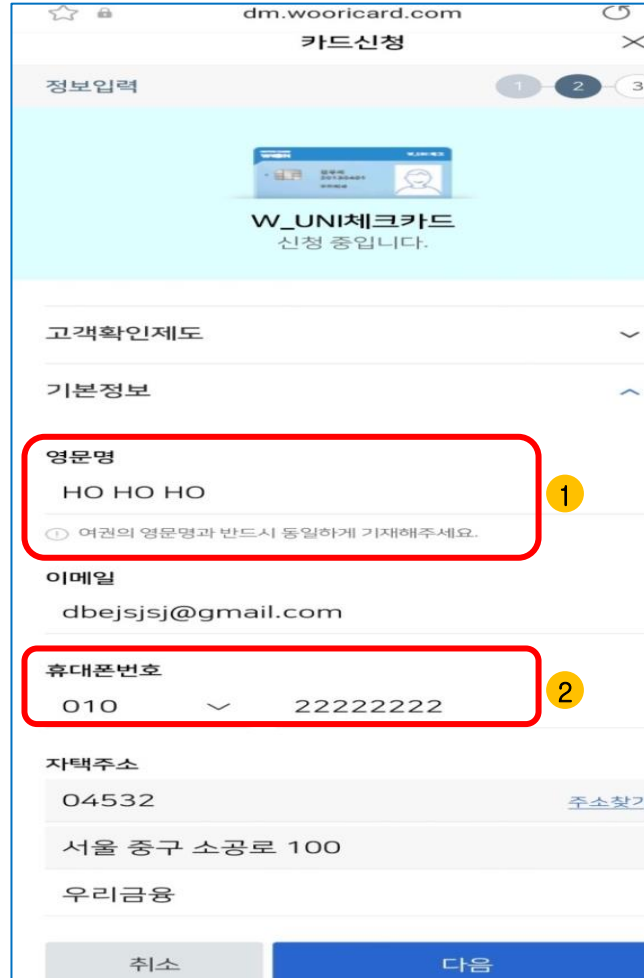 dm.wooricard.com
카드신청
정보입력
1 2 3
W_UNI체크카드
신청 중입니다.
고객확인제도
기본정보
영문명
HO HO HO
1
여권의 영문명과 반드시 동일하게 기재해주세요.
이메일
dbejsjsj@gmail.com
휴대폰번호
010 22222222
2
자택주소
04532 주소찾기
서울 중구 소공로 100
우리금융
취소 다음